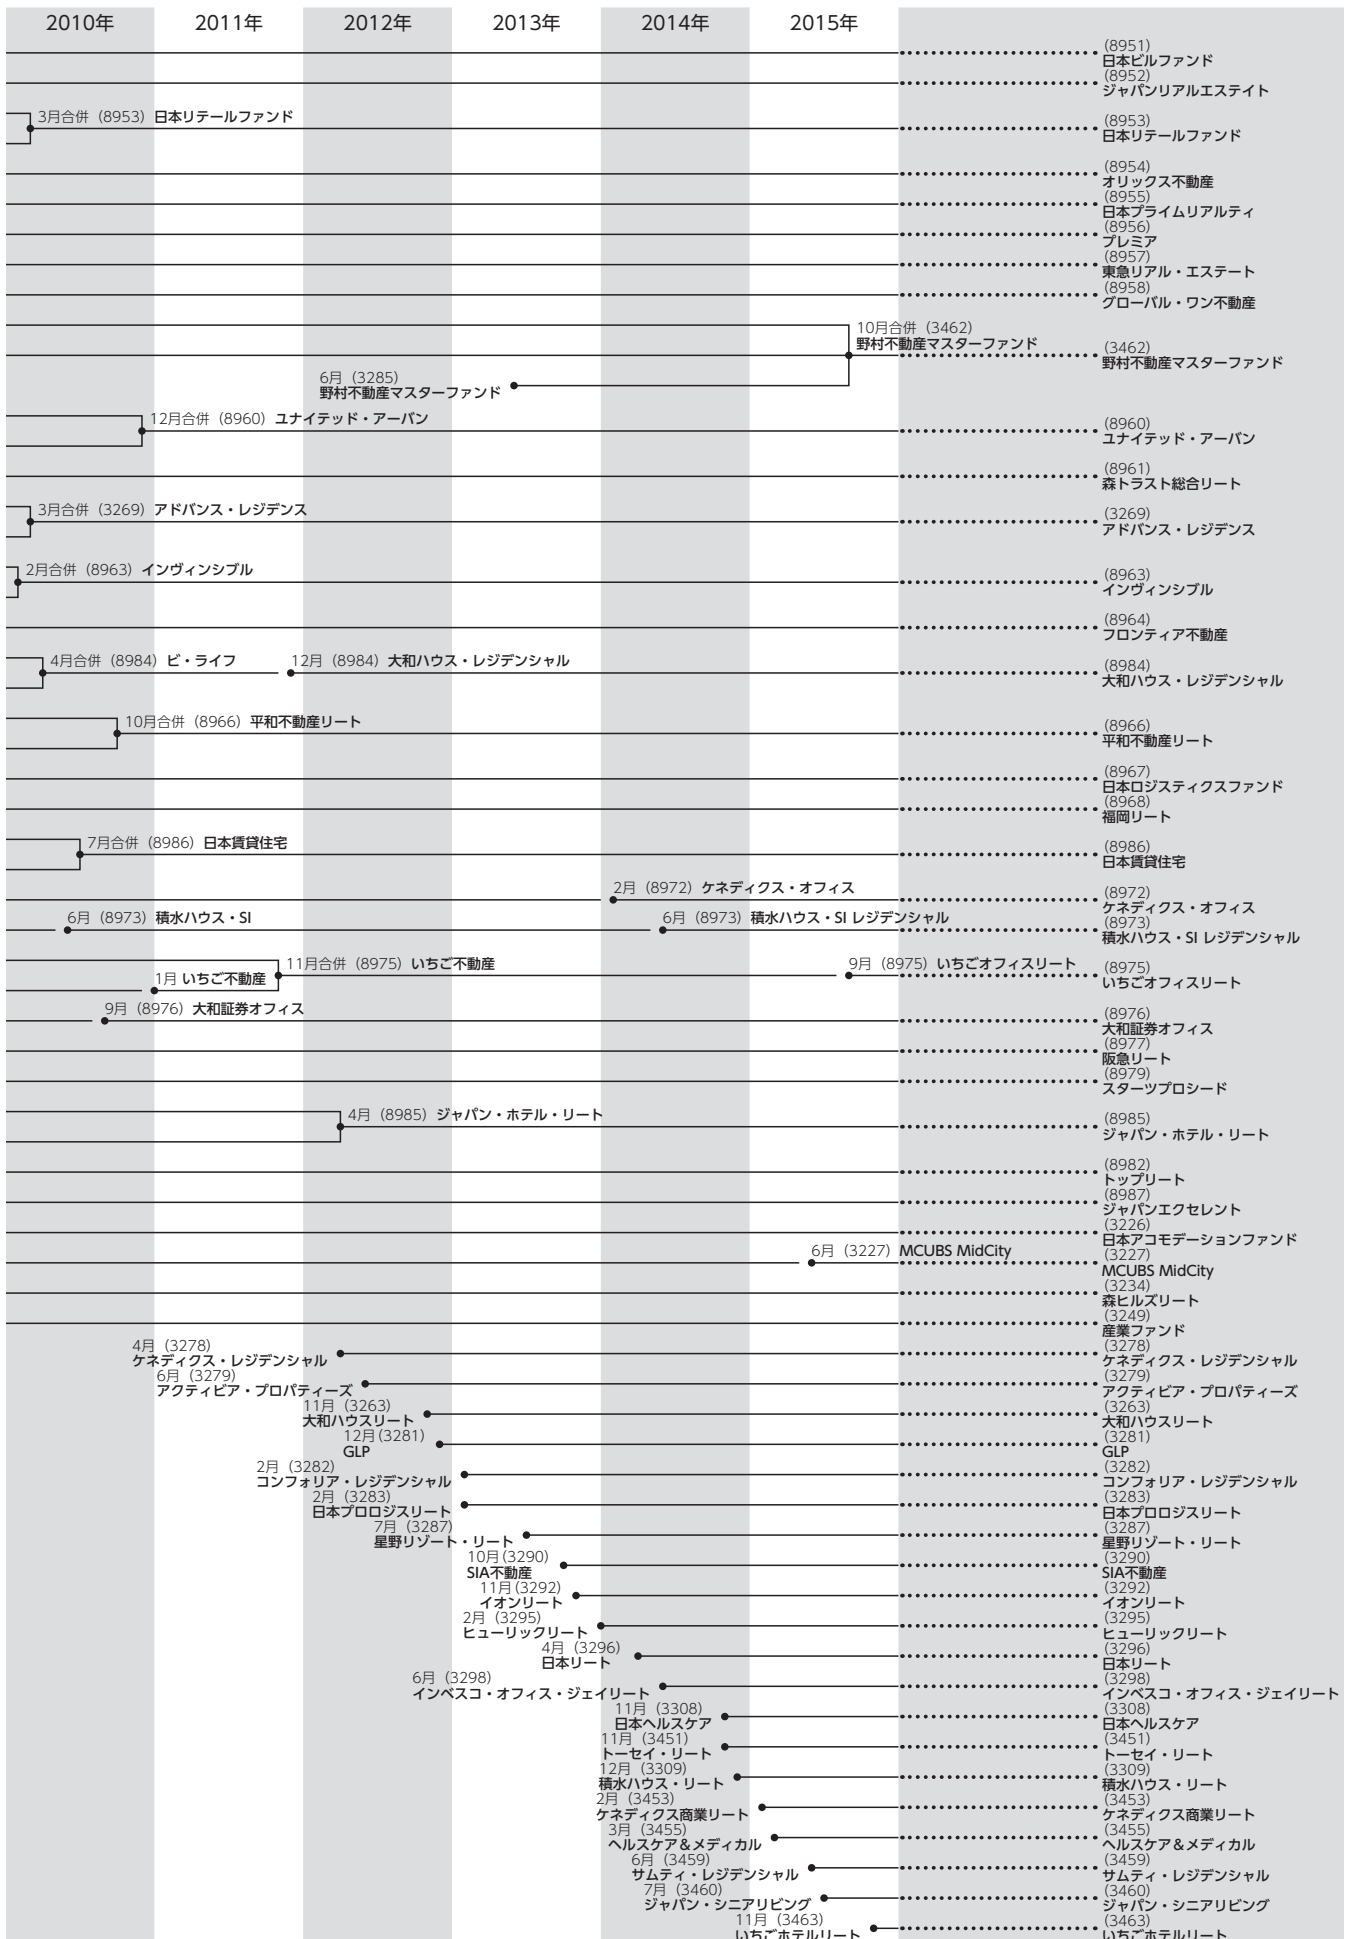 2010年 2011年 2012年 2013年 2014年 2015年
(8951)
日本ビルファンド
(8952)
ジャパンリアルエステイト
3月合併（8953）日本リテールファンド
(8953)
日本リテールファンド
(8954)
オリックス不動産
(8955)
日本プライムリアルティ
(8956)
プレミア
(8957)
東急リアル・エステート
(8958)
グローバル・ワン不動産
10月合併（3462）
野村不動産マスターファンド
(3462)
野村不動産マスターファンド
6月（3285）
野村不動産マスターファンド
12月合併（8960）ユナイテッド・アーバン
(8960)
ユナイテッド・アーバン
(8961)
森トラスト総合リート
3月合併（3269）アドバンス・レジデンス
(3269)
アドバンス・レジデンス
2月合併（8963）インヴィンシブル
(8963)
インヴィンシブル
(8964)
フロンティア不動産
4月合併（8984）ビ・ライフ 12月（8984）大和ハウス・レジデンシャル
(8984)
大和ハウス・レジデンシャル
10月合併（8966）平和不動産リート
(8966)
平和不動産リート
(8967)
日本ロジスティクスファンド
(8968)
福岡リート
7月合併（8986）日本賃貸住宅
(8986)
日本賃貸住宅
2月（8972）ケネディクス・オフィス
(8972)
ケネディクス・オフィス
6月（8973）積水ハウス・SI 6月（8973）積水ハウス・SI レジデンシャル
(8973)
積水ハウス・SI レジデンシャル
11月合併（8975）いちご不動産 9月（8975）いちごオフィスリート
(8975)
いちごオフィスリート
1月 いちご不動産
9月（8976）大和証券オフィス
(8976)
大和証券オフィス
(8977)
阪急リート
(8979)
スターツプロシード
4月（8985）ジャパン・ホテル・リート
(8985)
ジャパン・ホテル・リート
(8982)
トップリート
(8987)
ジャパンエクセレント
(3226)
日本アコモデーションファンド
6月（3227）MCUBS MidCity
(3227)
MCUBS MidCity
(3234)
森ヒルズリート
(3249)
産業ファンド
4月（3278）
ケネディクス・レジデンシャル
(3278)
ケネディクス・レジデンシャル
6月（3279）
アクティビア・プロパティーズ
(3279)
アクティビア・プロパティーズ
11月（3263）
大和ハウスリート
(3263)
大和ハウスリート
12月（3281）
GLP
(3281)
GLP
2月（3282）
コンフォリア・レジデンシャル
(3282)
コンフォリア・レジデンシャル
2月（3283）
日本プロロジスリート
(3283)
日本プロロジスリート
7月（3287）
星野リゾート・リート
(3287)
星野リゾート・リート
10月（3290）
SIA不動産
(3290)
SIA不動産
11月（3292）
イオンリート
(3292)
イオンリート
2月（3295）
ヒューリックリート
(3295)
ヒューリックリート
4月（3296）
日本リート
(3296)
日本リート
6月（3298）
インベスコ・オフィス・ジェイリート
(3298)
インベスコ・オフィス・ジェイリート
11月（3308）
日本ヘルスケア
(3308)
日本ヘルスケア
11月（3451）
トーセイ・リート
(3451)
トーセイ・リート
12月（3309）
積水ハウス・リート
(3309)
積水ハウス・リート
2月（3453）
ケネディクス商業リート
(3453)
ケネディクス商業リート
3月（3455）
ヘルスケア＆メディカル
(3455)
ヘルスケア＆メディカル
6月（3459）
サムティ・レジデンシャル
(3459)
サムティ・レジデンシャル
7月（3460）
ジャパン・シニアリビング
(3460)
ジャパン・シニアリビング
11月（3463）
いちごホテルリート
(3463)
いちごホテルリート